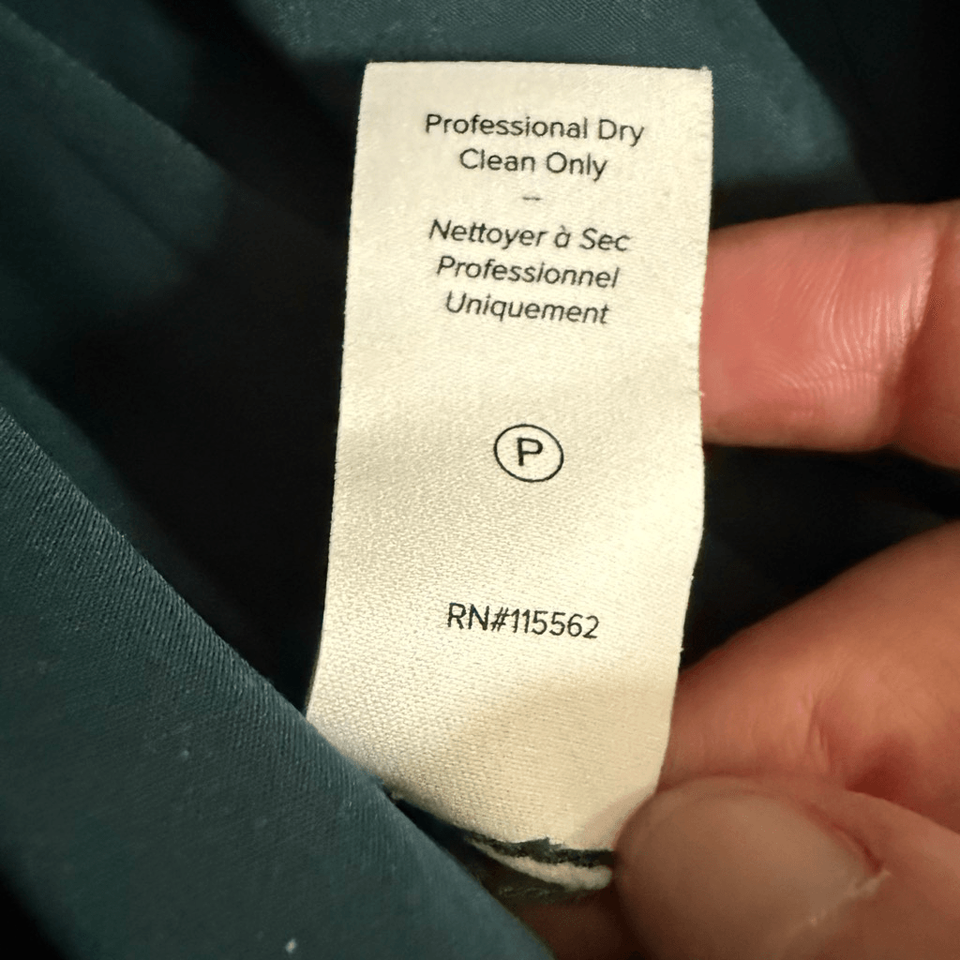 Professional Dry
Clean Only
–
Nettoyer à Sec
Professionnel
Uniquement
P
RN#115562